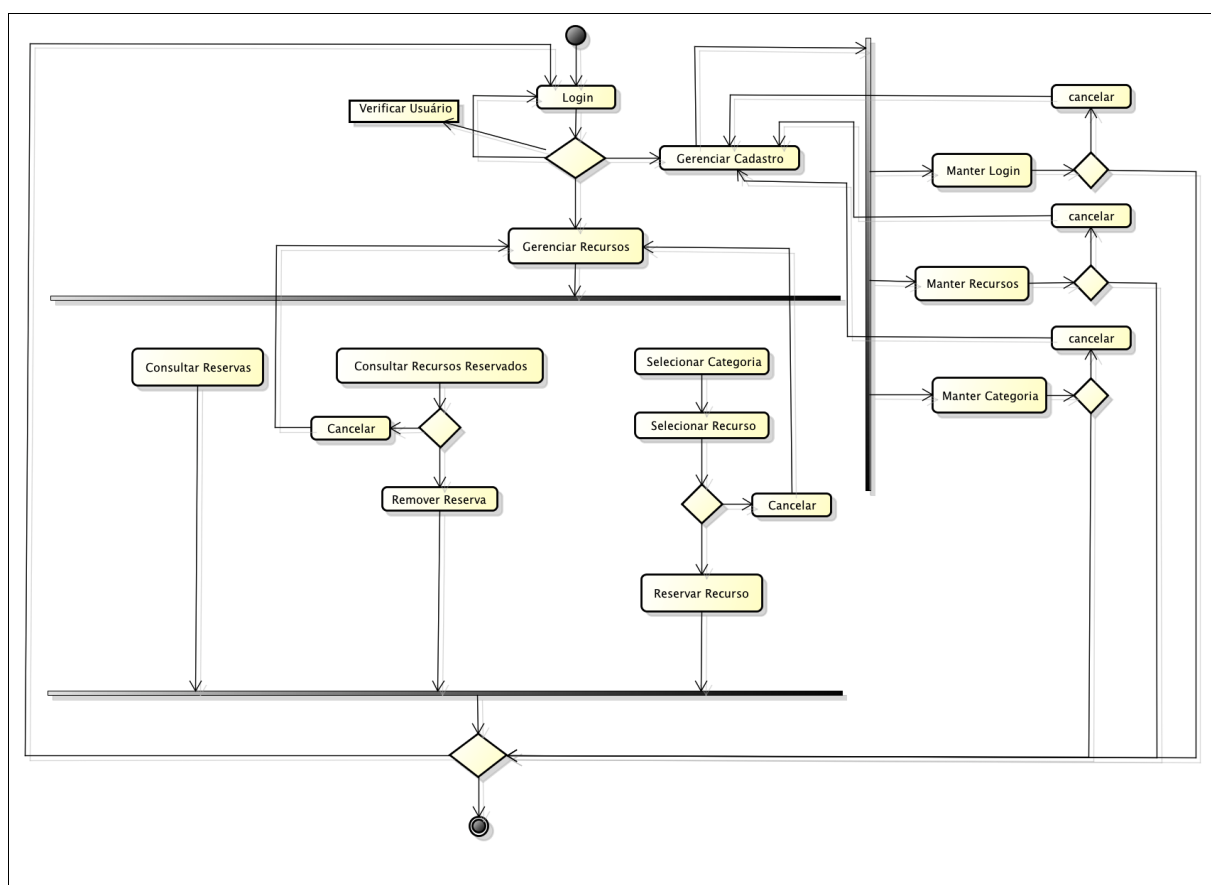 Login
cancelar
Verificar Usuário
Gerenciar Cadastro
Manter Login
cancelar
Gerenciar Recursos
Manter Recursos
cancelar
Consultar Reservas
Consultar Recursos Reservados
Selecionar Categoria
Manter Categoria
Cancelar
Selecionar Recurso
Remover Reserva
Cancelar
Reservar Recurso